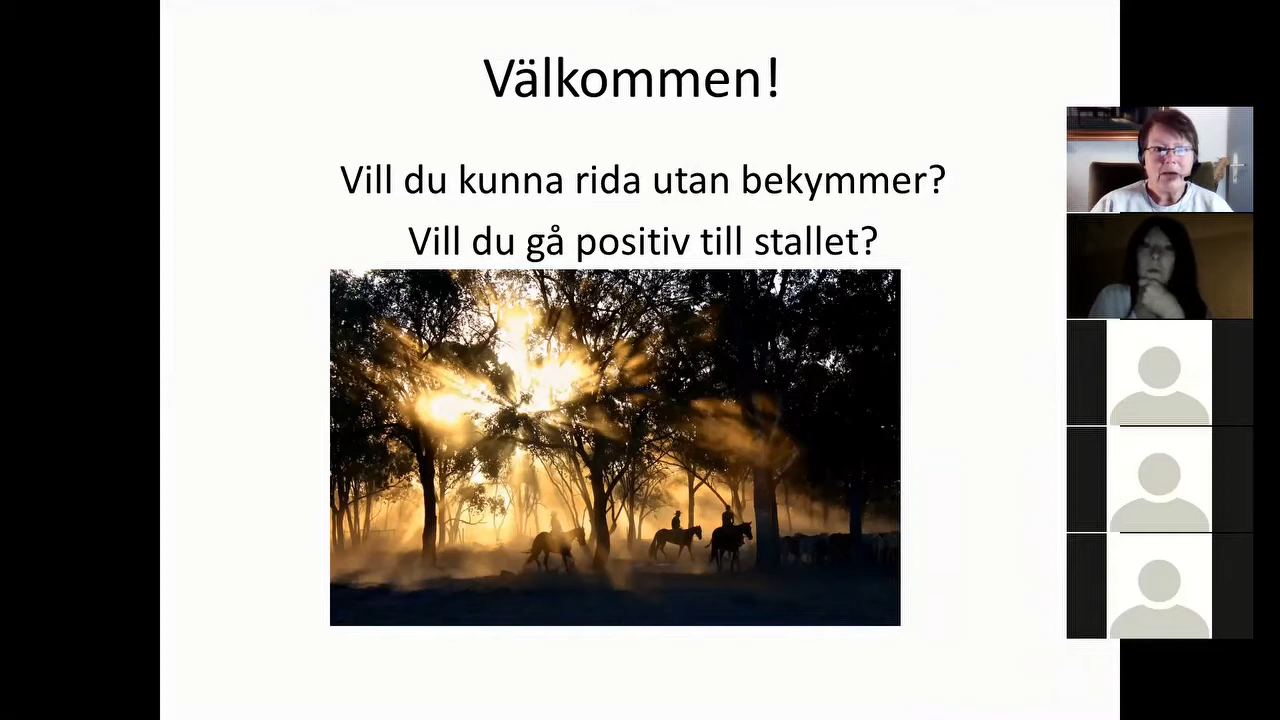 Välkommen!
Vill du kunna rida utan bekymmer?
Vill du gå positiv till stallet?